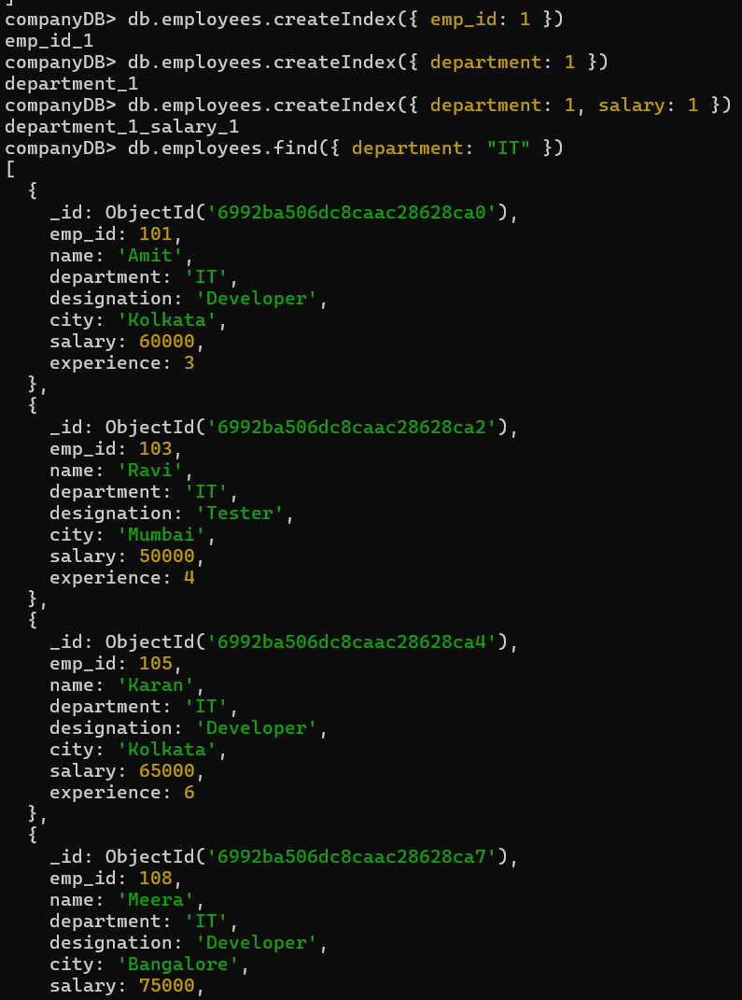 ]
companyDB> db.employees.createIndex({ emp_id: 1 })
emp_id_1
companyDB> db.employees.createIndex({ department: 1 })
department_1
companyDB> db.employees.createIndex({ department: 1, salary: 1 })
department_1_salary_1
companyDB> db.employees.find({ department: "IT" })
[
  {
    _id: ObjectId('6992ba506dc8caac28628ca0'),
    emp_id: 101,
    name: 'Amit',
    department: 'IT',
    designation: 'Developer',
    city: 'Kolkata',
    salary: 60000,
    experience: 3
  },
  {
    _id: ObjectId('6992ba506dc8caac28628ca2'),
    emp_id: 103,
    name: 'Ravi',
    department: 'IT',
    designation: 'Tester',
    city: 'Mumbai',
    salary: 50000,
    experience: 4
  },
  {
    _id: ObjectId('6992ba506dc8caac28628ca4'),
    emp_id: 105,
    name: 'Karan',
    department: 'IT',
    designation: 'Developer',
    city: 'Kolkata',
    salary: 65000,
    experience: 6
  },
  {
    _id: ObjectId('6992ba506dc8caac28628ca7'),
    emp_id: 108,
    name: 'Meera',
    department: 'IT',
    designation: 'Developer',
    city: 'Bangalore',
    salary: 75000,